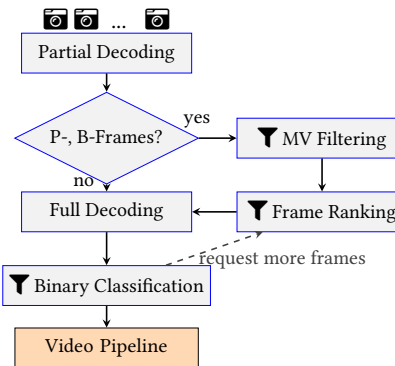 ...
Partial Decoding
P-, B-Frames?
yes
MV Filtering
no
Full Decoding
Frame Ranking
request more frames
Binary Classification
Video Pipeline